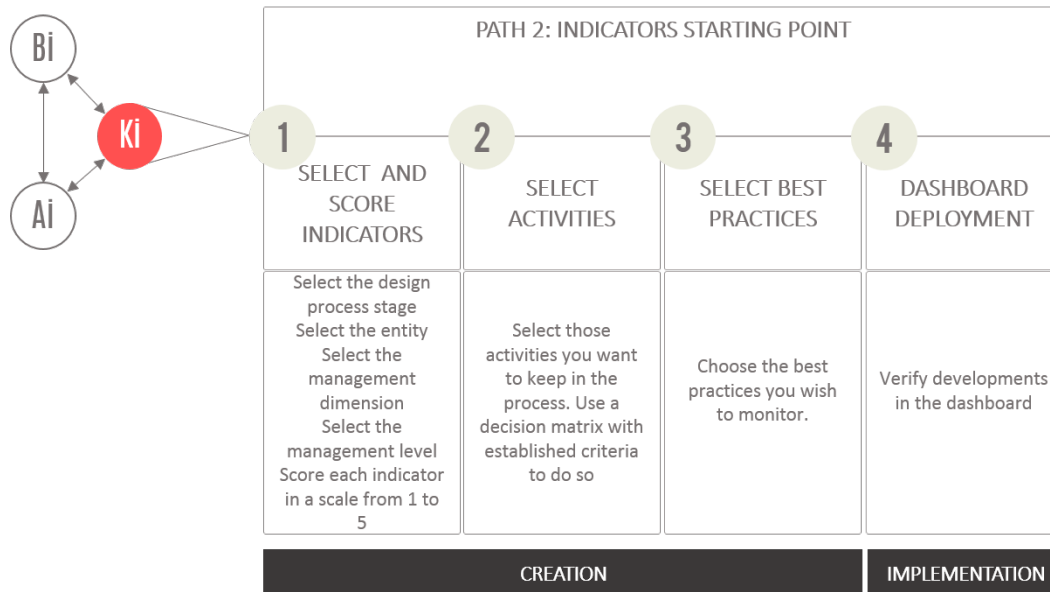 PATH 2: INDICATORS STARTING POINT
Bi
Ki
Ai
1
SELECT AND
SCORE
INDICATORS
2
SELECT
ACTIVITIES
3
SELECT BEST
PRACTICES
4
DASHBOARD
DEPLOYMENT
Select the design
process stage
Select the entity
Select the
management
dimension
Select the
management level
Score each indicator
in a scale from 1 to
5
Select those
activities you want
to keep in the
process. Use a
decision matrix with
established criteria
to do so
Choose the best
practices you wish
to monitor.
Verify developments
in the dashboard
CREATION
IMPLEMENTATION